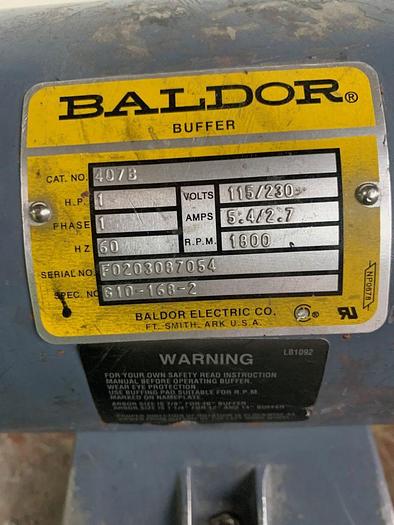 BALDOR®
BUFFER
CAT. NO. 407B
H.P. 1 VOLTS 115/230
PHASE 1 AMPS 5.4/2.7
HZ 60 R.P.M. 1800
SERIAL NO. F0203087054
SPEC. NO. G10-168-2
BALDOR ELECTRIC CO.
FT. SMITH, ARK U.S.A.
NP0678
WARNING LB1092
FOR YOUR OWN SAFETY READ INSTRUCTION
MANUAL BEFORE OPERATING BUFFER.
WEAR EYE PROTECTION
USE BUFFING PAD SUITABLE FOR R.P.M.
MARKED ON NAMEPLATE.